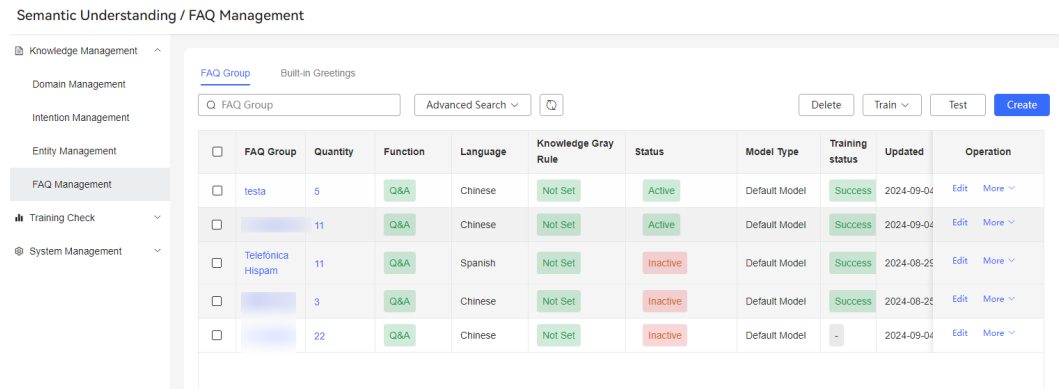 Semantic Understanding / FAQ Management
Knowledge Management
Domain Management
Intention Management
Entity Management
FAQ Management
Training Check
System Management
FAQ Group Built-in Greetings
FAQ Group Advanced Search Delete Train Test Create
FAQ Group Quantity Function Language Knowledge Gray Rule Status Model Type Training status Updated Operation
testa 5 Q&A Chinese Not Set Active Default Model Success 2024-09-04 Edit More
11 Q&A Chinese Not Set Active Default Model Success 2024-09-04 Edit More
Telefónica Hispam 11 Q&A Spanish Not Set Inactive Default Model Success 2024-08-29 Edit More
3 Q&A Chinese Not Set Inactive Default Model Success 2024-08-25 Edit More
22 Q&A Chinese Not Set Inactive Default Model - 2024-09-04 Edit More